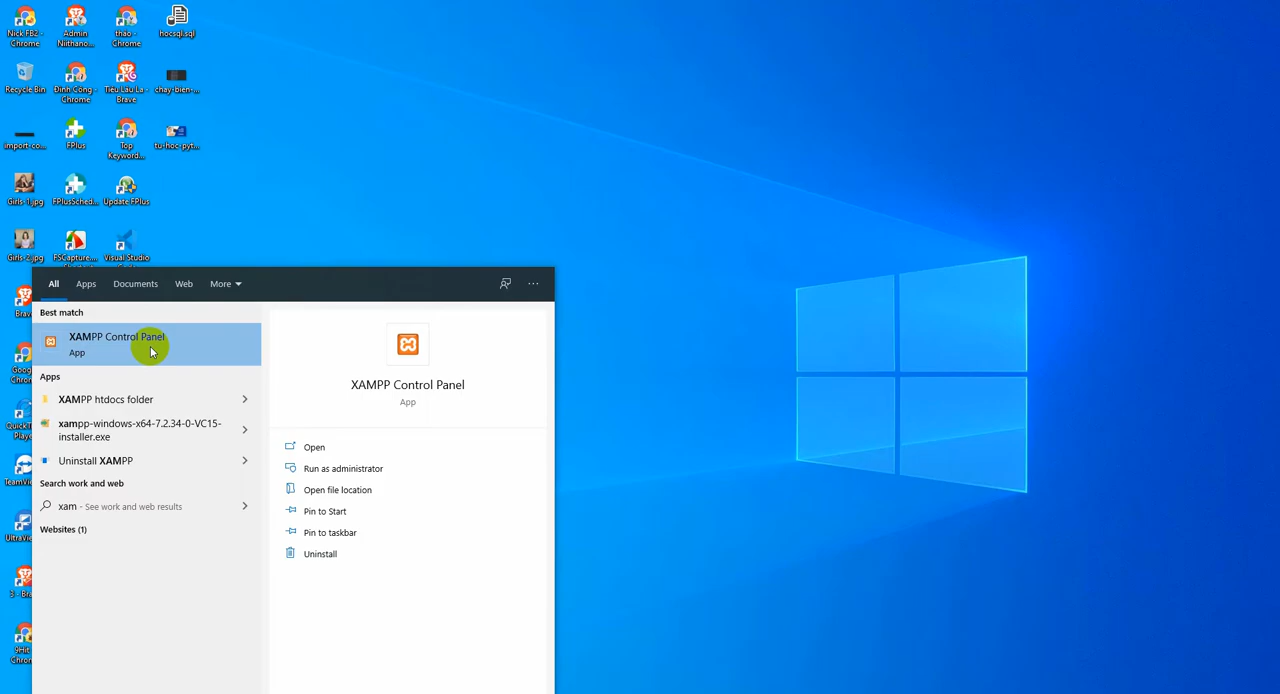 Nick FB2 -
Chrome
Admin
Niithano...
thao -
Chrome
hocsql.sql
Recycle Bin
Đinh Cong -
Chrome
Tieu Lau La -
Brave
chay-bien-...
import-co...
FPlus
Top
Keyword...
tu-hoc-pyt...
Girls-1.jpg
FPlusSched...
Update FPlus
Girls-2.jpg
FSCapture...
Visual Studio
All
Apps
Documents
Web
More
Best match
XAMPP Control Panel
App
Apps
XAMPP htdocs folder
xampp-windows-x64-7.2.34-0-VC15-
installer.exe
Uninstall XAMPP
Search work and web
xam - See work and web results
Websites (1)
XAMPP Control Panel
App
Open
Run as administrator
Open file location
Pin to Start
Pin to taskbar
Uninstall